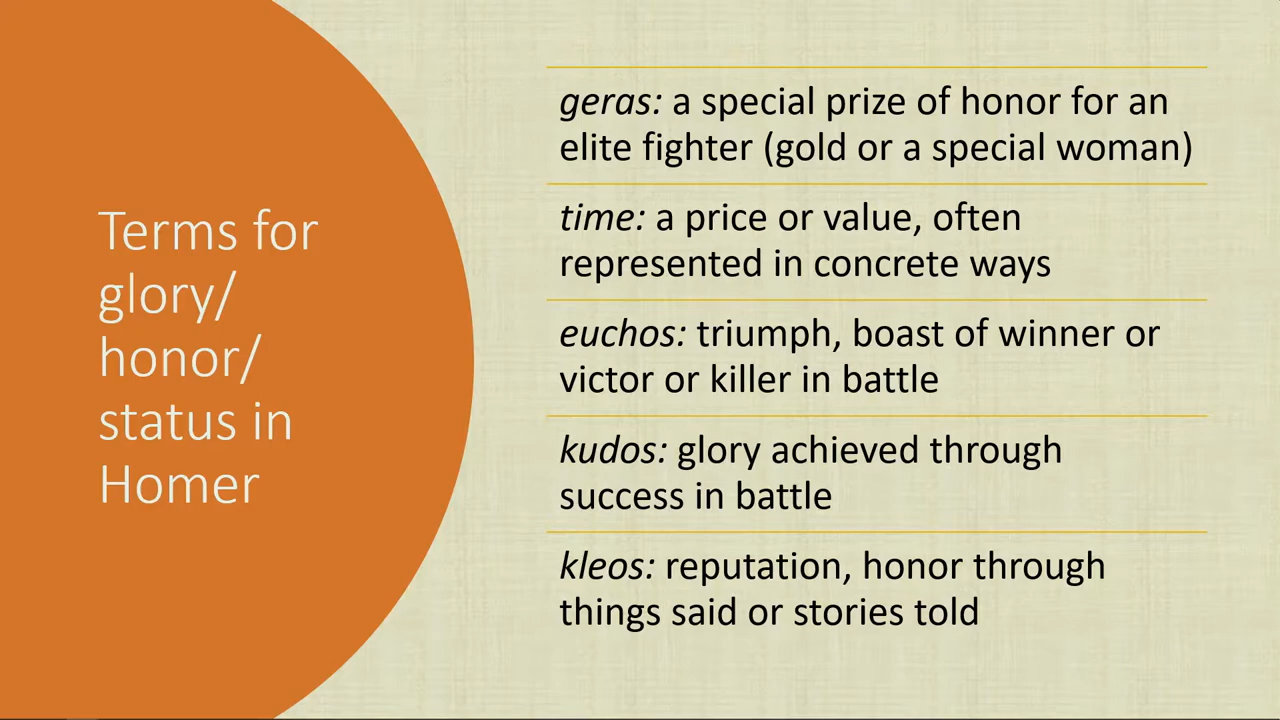 Terms for
glory/
honor/
status in
Homer
geras: a special prize of honor for an
elite fighter (gold or a special woman)
time: a price or value, often
represented in concrete ways
euchos: triumph, boast of winner or
victor or killer in battle
kudos: glory achieved through
success in battle
kleos: reputation, honor through
things said or stories told